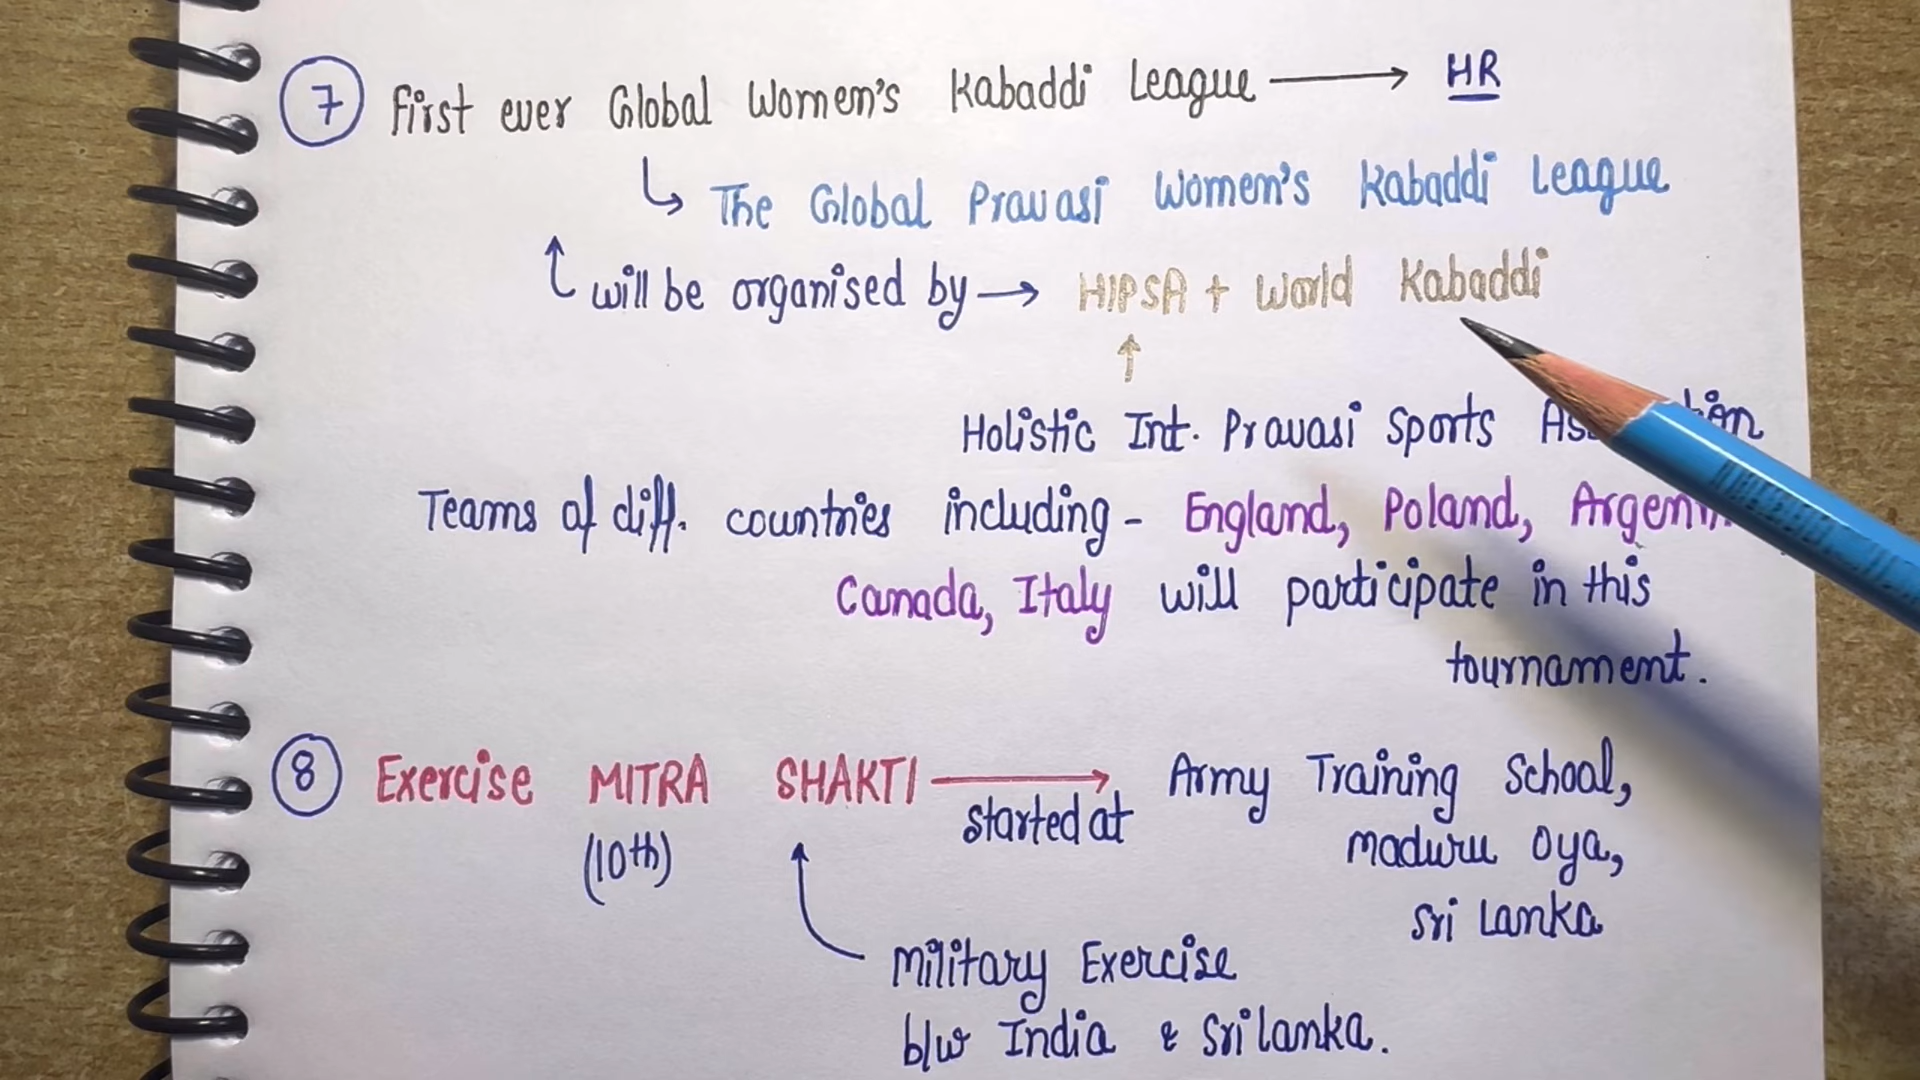 7 First ever Global Women's Kabaddi League → HR
↳ The Global Pravasi Women's Kabaddi League
will be organised by → HIPSA + World Kabaddi
↑
Holistic Int. Pravasi Sports
Teams of diff. countries including - England, Poland,
Canada, Italy will participate in this
tournament.
8 Exercise MITRA SHAKTI → Army Training School,
(10th) started at Maduru Oya,
Sri Lanka
Military Exercise
b/w India & Sri Lanka.